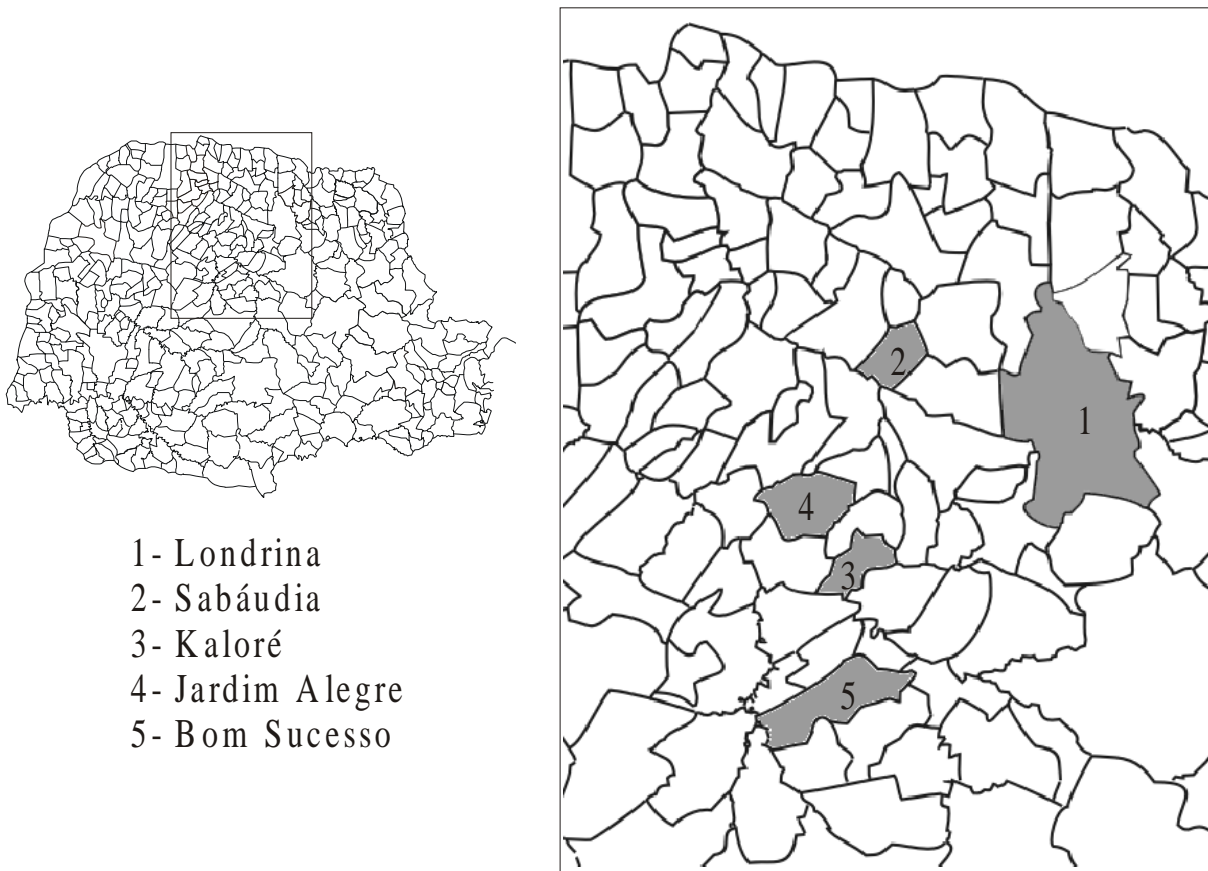 1- Londrina
2- Sabáudia
3- Kaloré
4- Jardim Alegre
5- Bom Sucesso
1
2
4
3
5